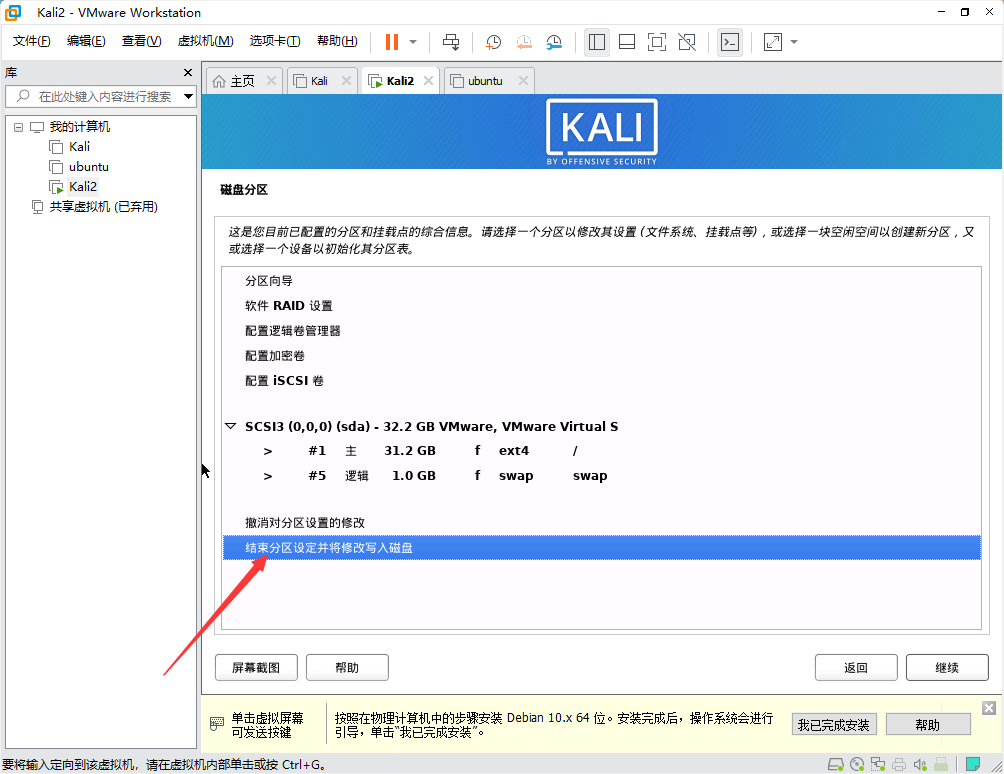 Kali2 - VMware Workstation
文件(F) 编辑(E) 查看(V) 虚拟机(M) 选项卡(T) 帮助(H)
库
在此处键入内容进行搜索
我的计算机
Kali
ubuntu
Kali2
共享虚拟机 (已弃用)
主页 Kali Kali2 ubuntu
KALI
BY OFFENSIVE SECURITY
磁盘分区
这是您目前已配置的分区和挂载点的综合信息。请选择一个分区以修改其设置 (文件系统、挂载点等)，或选择一块空闲空间以创建新分区，又
或选择一个设备以初始化其分区表。
分区向导
软件 RAID 设置
配置逻辑卷管理器
配置加密卷
配置 iSCSI 卷
SCSI3 (0,0,0) (sda) - 32.2 GB VMware, VMware Virtual S
> #1 主 31.2 GB f ext4 /
> #5 逻辑 1.0 GB f swap swap
撤消对分区设置的修改
结束分区设定并将修改写入磁盘
屏幕截图 帮助 返回 继续
单击虚拟屏幕
可发送按键
按照在物理计算机中的步骤安装 Debian 10.x 64 位。安装完成后，操作系统会进行
引导，单击“我已完成安装”。
我已完成安装 帮助
要将输入定向到该虚拟机，请在虚拟机内部单击或按 Ctrl+G。